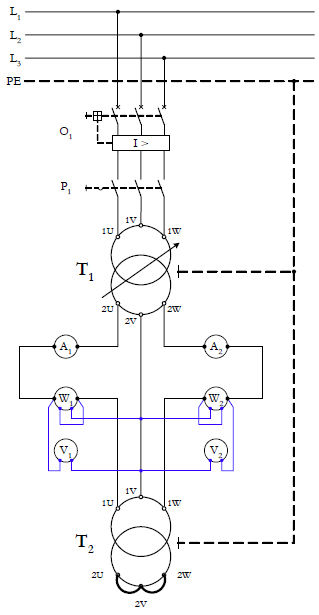 L1
L2
L3
PE
O1
I >
P1
1U 1V 1W
T1
2U 2V 2W
A1 A2
W1 W2
V1 V2
1U 1V 1W
T2
2U 2W
2V